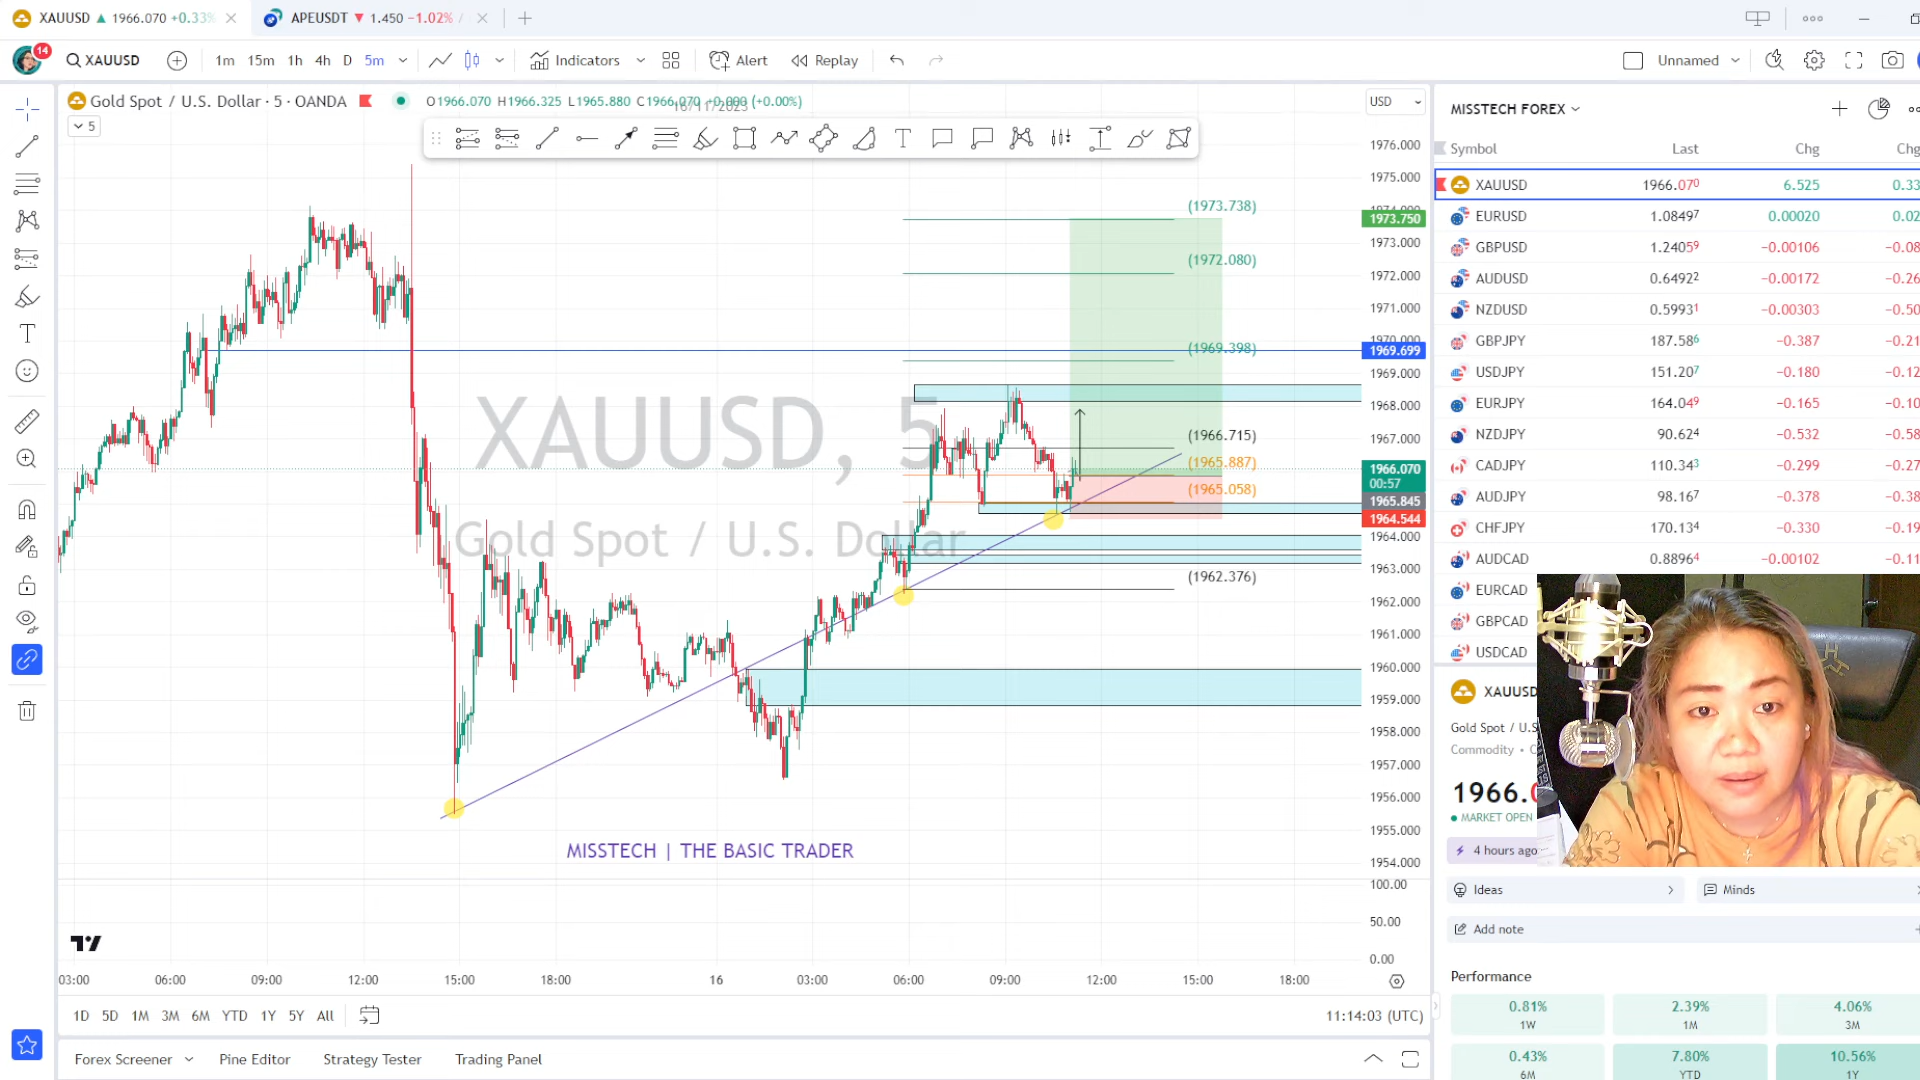 XAUUSD ▲ 1966.070 +0.33%
APEUSDT ▼ 1.450 −1.02% /
14
XAUUSD
1m 15m 1h 4h D 5m
Indicators
Alert
Replay
Unnamed
Gold Spot / U.S. Dollar · 5 · OANDA
O1966.070 H1966.325 L1965.880 C1966.070 +0.000 (+0.00%)
16/11/2023
5
USD
XAUUSD, 5
Gold Spot / U.S. Dollar
(1973.738)
(1972.080)
(1969.398)
(1966.715)
(1965.887)
(1965.058)
(1962.376)
1976.000
1975.000
1973.750
1973.000
1972.000
1971.000
1970.000
1969.699
1969.000
1968.000
1967.000
1966.070
00:57
1965.845
1964.544
1964.000
1963.000
1962.000
1961.000
1960.000
1959.000
1958.000
1957.000
1956.000
1955.000
1954.000
100.00
50.00
0.00
MISSTECH | THE BASIC TRADER
03:00 06:00 09:00 12:00 15:00 18:00 16 03:00 06:00 09:00 12:00 15:00 18:00
1D 5D 1M 3M 6M YTD 1Y 5Y All
11:14:03 (UTC)
Forex Screener
Pine Editor
Strategy Tester
Trading Panel
MISSTECH FOREX
Symbol Last Chg Chg
XAUUSD 1966.070 6.525 0.33
EURUSD 1.08497 0.00020 0.02
GBPUSD 1.24059 −0.00106 −0.08
AUDUSD 0.64922 −0.00172 −0.26
NZDUSD 0.59931 −0.00303 −0.50
GBPJPY 187.586 −0.387 −0.21
USDJPY 151.207 −0.180 −0.12
EURJPY 164.049 −0.165 −0.10
NZDJPY 90.624 −0.532 −0.58
CADJPY 110.343 −0.299 −0.27
AUDJPY 98.167 −0.378 −0.38
CHFJPY 170.134 −0.330 −0.19
AUDCAD 0.88964 −0.00102 −0.11
EURCAD
GBPCAD
USDCAD
XAUUSD
Gold Spot / U.S
Commodity
1966.
MARKET OPEN
4 hours ago
Ideas
Minds
Add note
Performance
0.81% 2.39% 4.06%
1W 1M 3M
0.43% 7.80% 10.56%
6M YTD 1Y